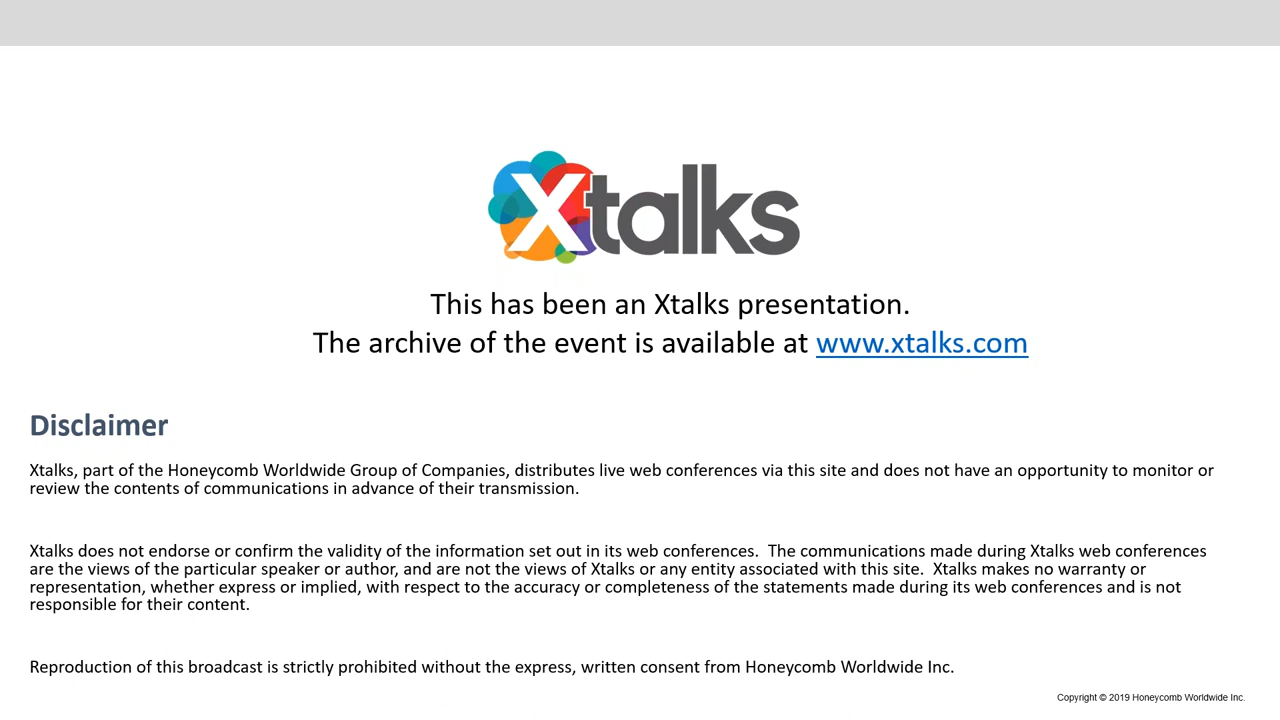 Xtalks
This has been an Xtalks presentation.
The archive of the event is available at www.xtalks.com
Disclaimer
Xtalks, part of the Honeycomb Worldwide Group of Companies, distributes live web conferences via this site and does not have an opportunity to monitor or
review the contents of communications in advance of their transmission.
Xtalks does not endorse or confirm the validity of the information set out in its web conferences.  The communications made during Xtalks web conferences
are the views of the particular speaker or author, and are not the views of Xtalks or any entity associated with this site.  Xtalks makes no warranty or
representation, whether express or implied, with respect to the accuracy or completeness of the statements made during its web conferences and is not
responsible for their content.
Reproduction of this broadcast is strictly prohibited without the express, written consent from Honeycomb Worldwide Inc.
Copyright © 2019 Honeycomb Worldwide Inc.